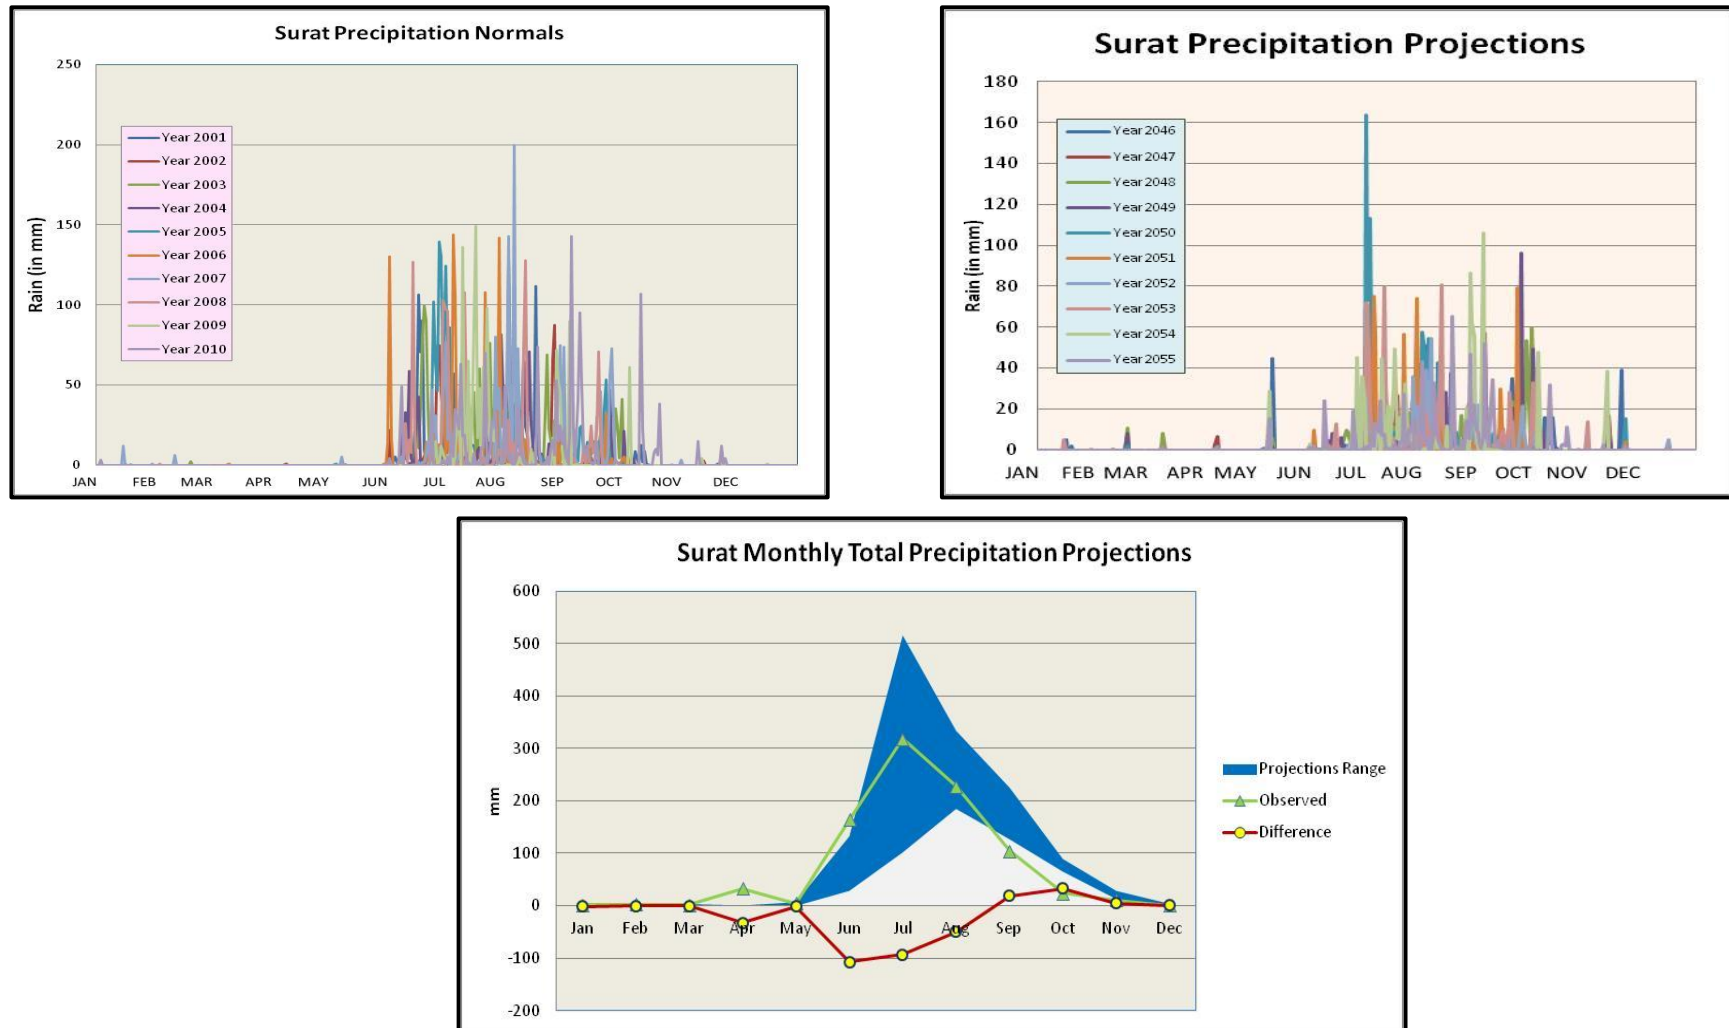 Surat Precipitation Normals
250
200
150
100
50
0
Rain (in mm)
Year 2001
Year 2002
Year 2003
Year 2004
Year 2005
Year 2006
Year 2007
Year 2008
Year 2009
Year 2010
JAN FEB MAR APR MAY JUN JUL AUG SEP OCT NOV DEC
Surat Precipitation Projections
180
160
140
120
100
80
60
40
20
0
Rain (in mm)
Year 2046
Year 2047
Year 2048
Year 2049
Year 2050
Year 2051
Year 2052
Year 2053
Year 2054
Year 2055
JAN FEB MAR APR MAY JUN JUL AUG SEP OCT NOV DEC
Surat Monthly Total Precipitation Projections
600
500
400
300
200
100
0
-100
-200
mm
Jan Feb Mar Apr May Jun Jul Aug Sep Oct Nov Dec
Projections Range
Observed
Difference